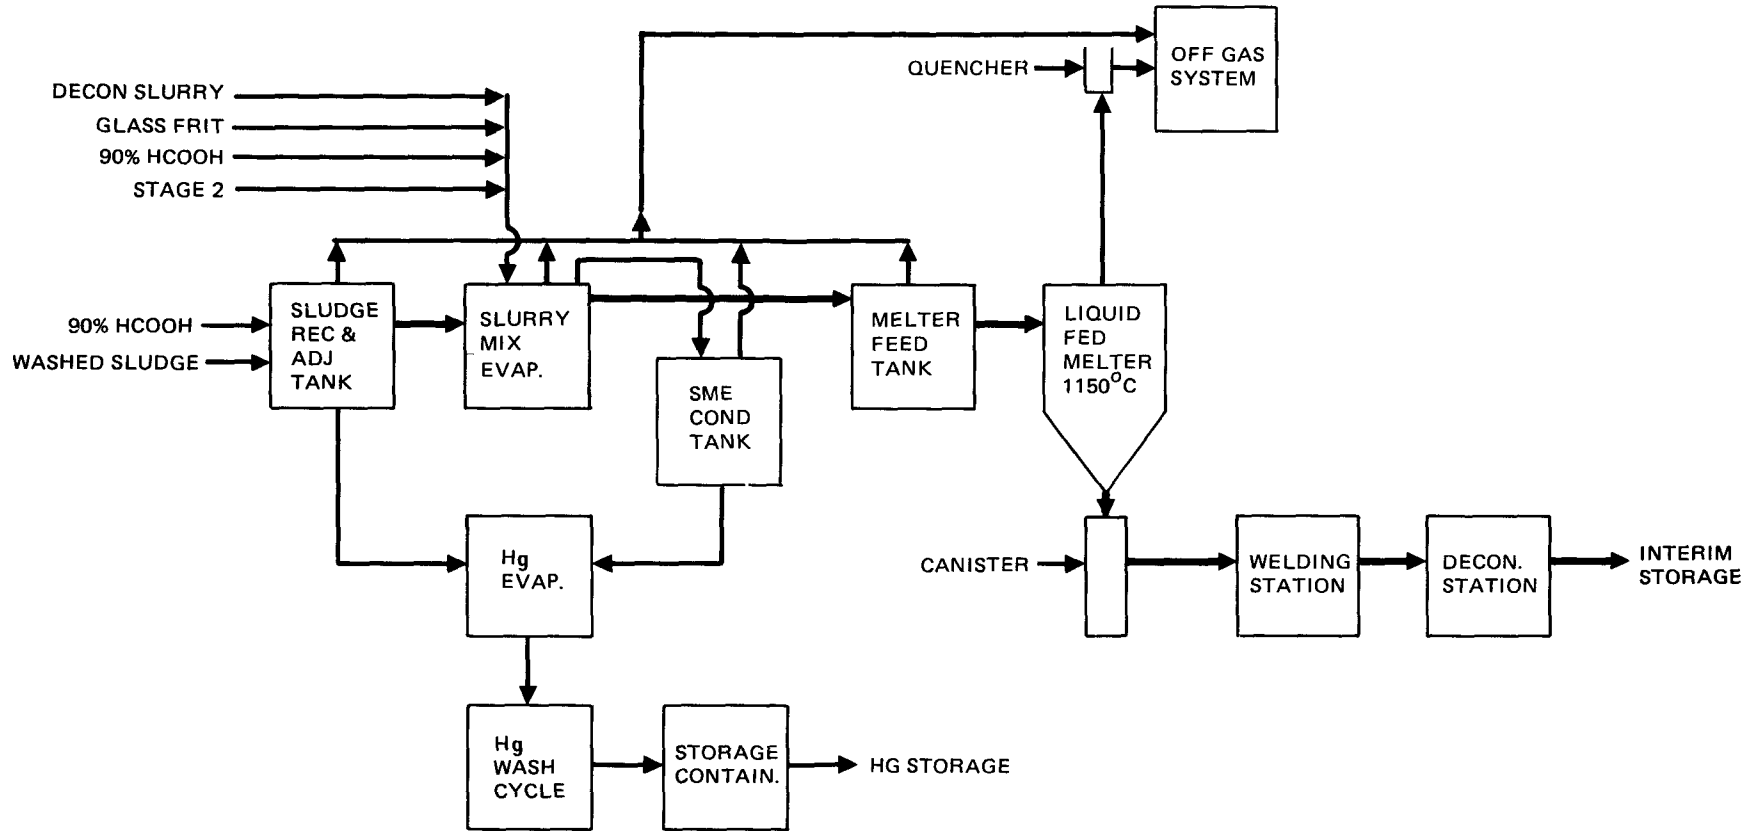 OFF GAS
SYSTEM
QUENCHER
DECON SLURRY
GLASS FRIT
90% HCOOH
STAGE 2
90% HCOOH
WASHED SLUDGE
SLUDGE
REC &
ADJ
TANK
SLURRY
MIX
EVAP.
SME
COND
TANK
MELTER
FEED
TANK
LIQUID
FED
MELTER
1150°C
Hg
EVAP.
CANISTER
WELDING
STATION
DECON.
STATION
INTERIM
STORAGE
Hg
WASH
CYCLE
STORAGE
CONTAIN.
HG STORAGE